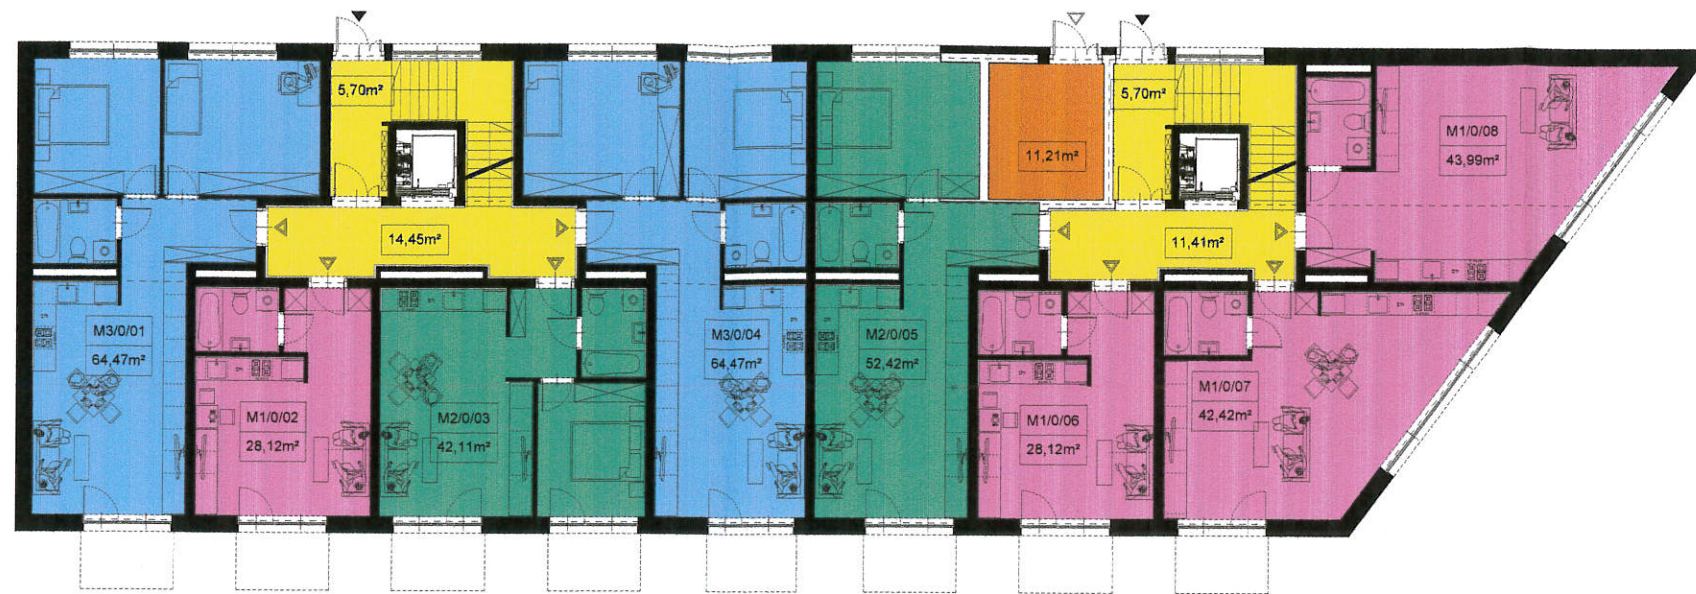 5,70m²
5,70m²
11,21m²
M1/0/08
43,99m²
14,45m²
11,41m²
M3/0/01
64,47m²
M3/0/04
64,47m²
M2/0/05
52,42m²
M1/0/02
28,12m²
M2/0/03
42,11m²
M1/0/06
28,12m²
M1/0/07
42,42m²